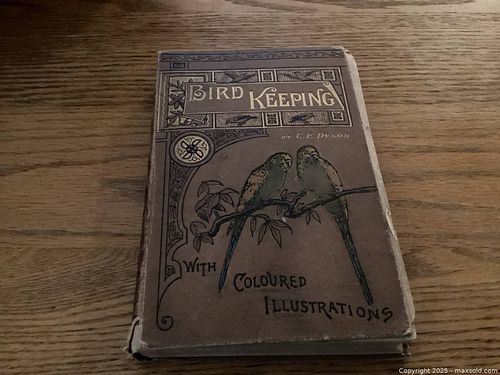 BIRD KEEPING
BY C. E. DYSON
WITH
COLOURED
ILLUSTRATIONS
Copyright 2025 - maxsold.com